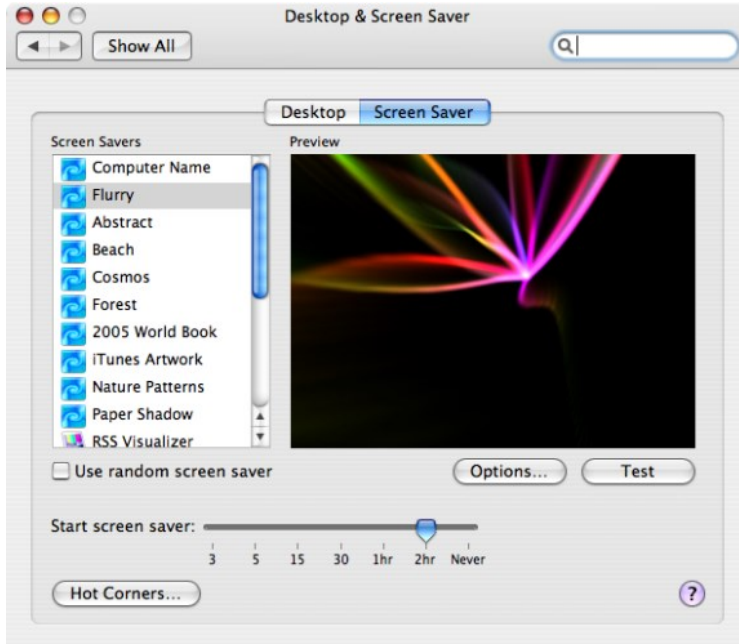 Desktop & Screen Saver
Show All
Desktop Screen Saver
Screen Savers Preview
Computer Name
Flurry
Abstract
Beach
Cosmos
Forest
2005 World Book
iTunes Artwork
Nature Patterns
Paper Shadow
RSS Visualizer
Use random screen saver Options... Test
Start screen saver:
3 5 15 30 1hr 2hr Never
Hot Corners... ?